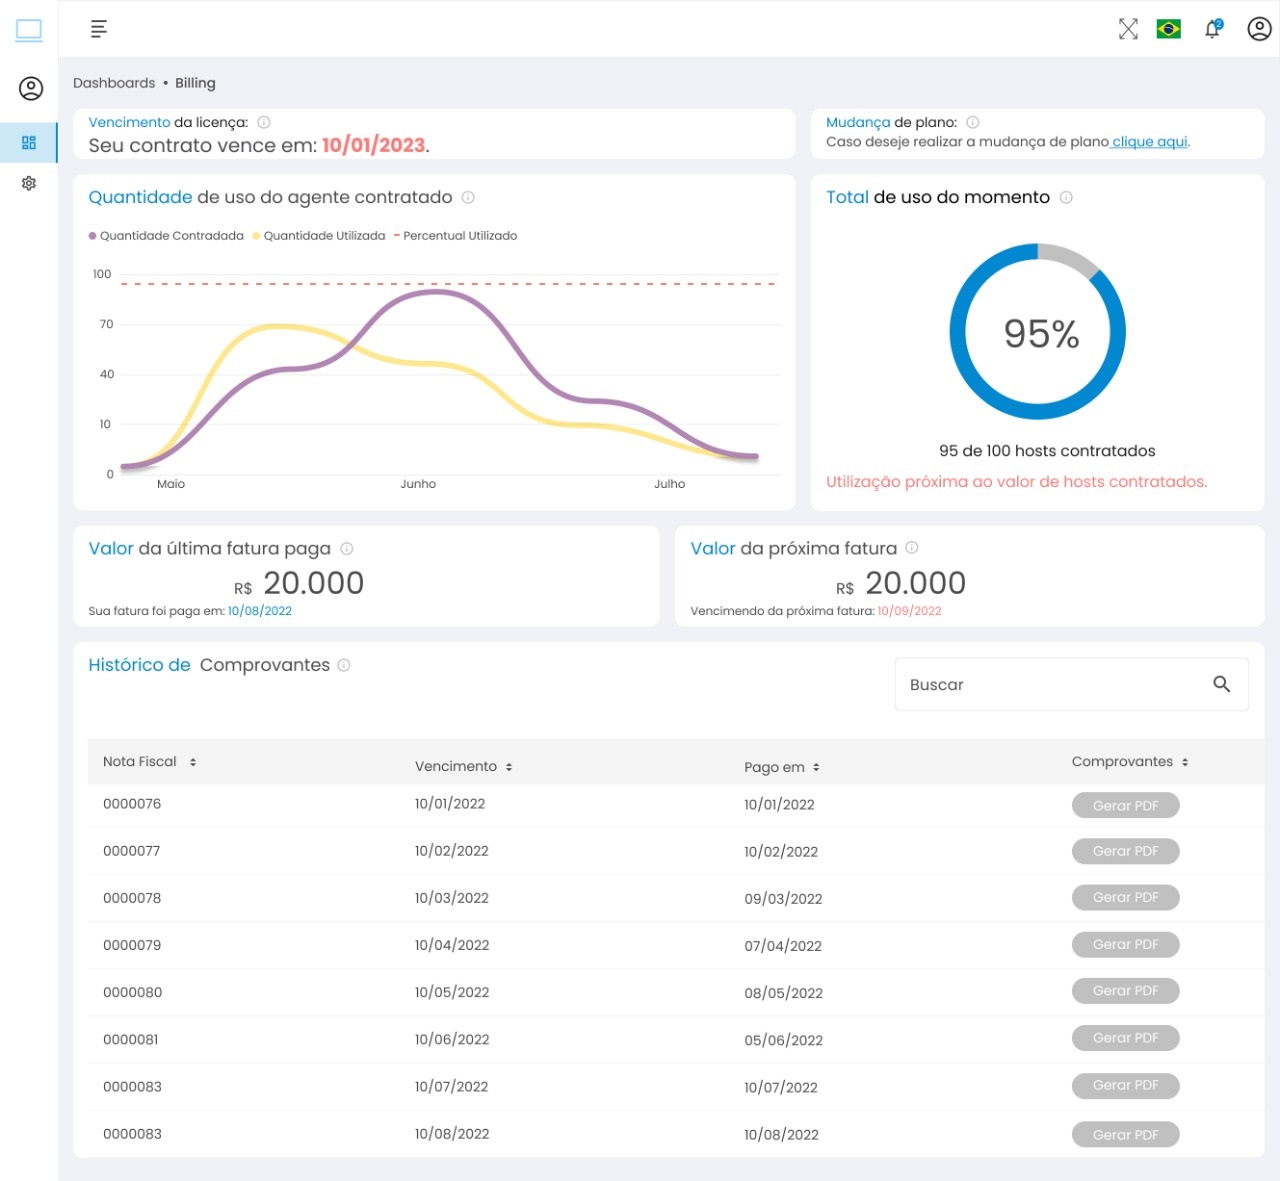 2
Dashboards • Billing
Vencimento da licença:
Seu contrato vence em: 10/01/2023.
Mudança de plano:
Caso deseje realizar a mudança de plano clique aqui.
Quantidade de uso do agente contratado
Quantidade Contradada Quantidade Utilizada Percentual Utilizado
100
70
40
10
0
Maio Junho Julho
Total de uso do momento
95%
95 de 100 hosts contratados
Utilização próxima ao valor de hosts contratados.
Valor da última fatura paga
R$ 20.000
Sua fatura foi paga em: 10/08/2022
Valor da próxima fatura
R$ 20.000
Vencimendo da próxima fatura: 10/09/2022
Histórico de Comprovantes
Buscar
Nota Fiscal Vencimento Pago em Comprovantes
0000076 10/01/2022 10/01/2022 Gerar PDF
0000077 10/02/2022 10/02/2022 Gerar PDF
0000078 10/03/2022 09/03/2022 Gerar PDF
0000079 10/04/2022 07/04/2022 Gerar PDF
0000080 10/05/2022 08/05/2022 Gerar PDF
0000081 10/06/2022 05/06/2022 Gerar PDF
0000083 10/07/2022 10/07/2022 Gerar PDF
0000083 10/08/2022 10/08/2022 Gerar PDF